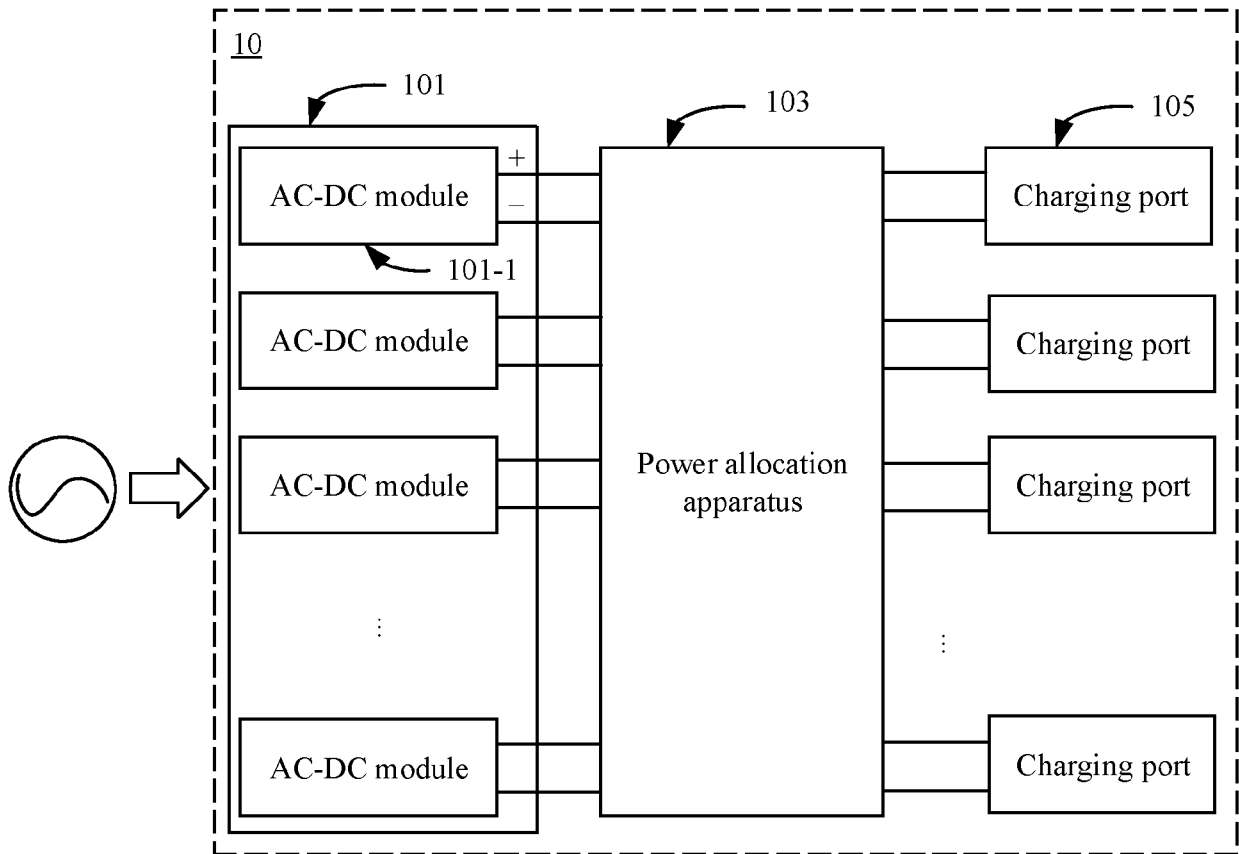 10
101
103
105
+
–
AC-DC module
Charging port
101-1
AC-DC module
Charging port
AC-DC module
Power allocation
apparatus
Charging port
⋮
⋮
AC-DC module
Charging port